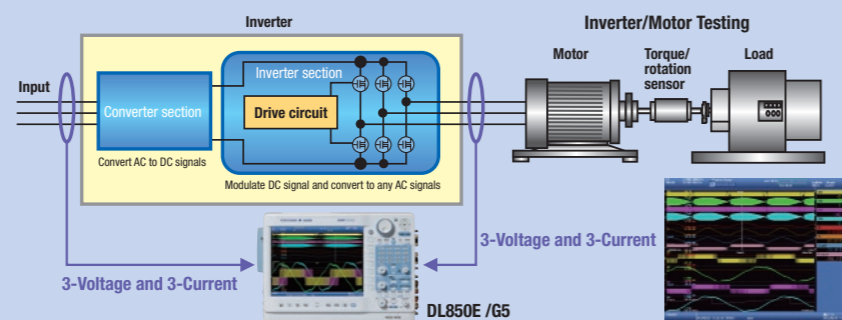 Inverter
Inverter/Motor Testing
Motor
Torque/
rotation
sensor
Load
Input
Converter section
Inverter section
Drive circuit
Convert AC to DC signals
Modulate DC signal and convert to any AC signals
3-Voltage and 3-Current
3-Voltage and 3-Current
DL850E /G5